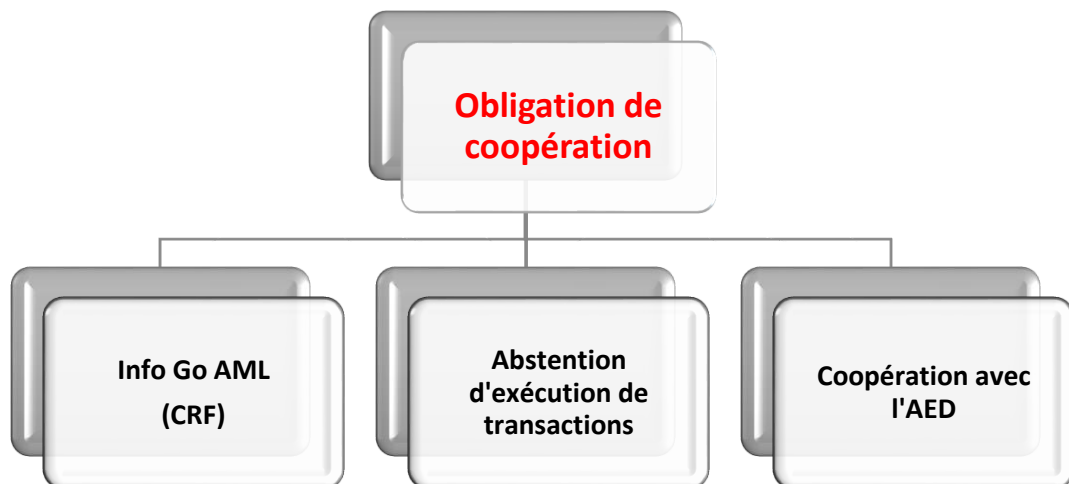 Obligation de
coopération
Info Go AML
(CRF)
Abstention
d'exécution de
transactions
Coopération avec
l'AED